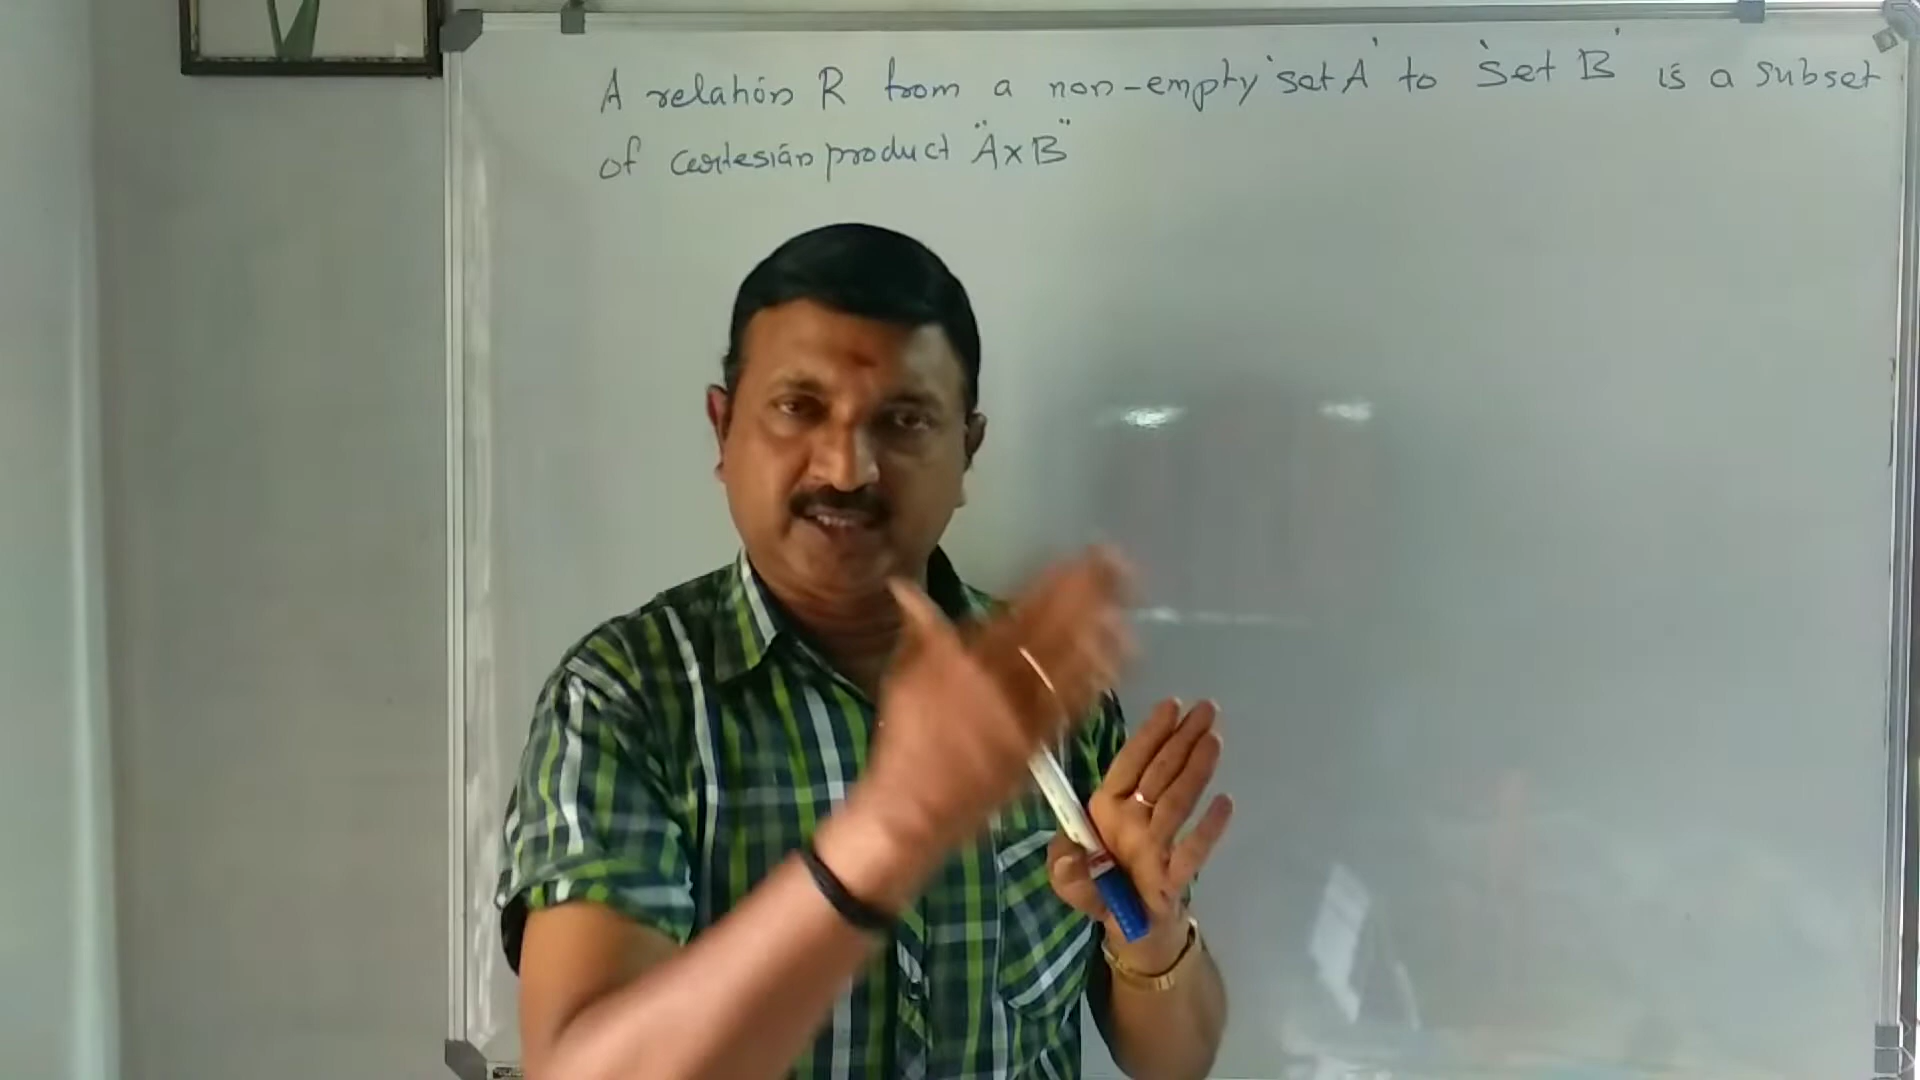 A relation R from a non-empty 'set A' to 'set B' is a subset
of cartesian product "A×B"